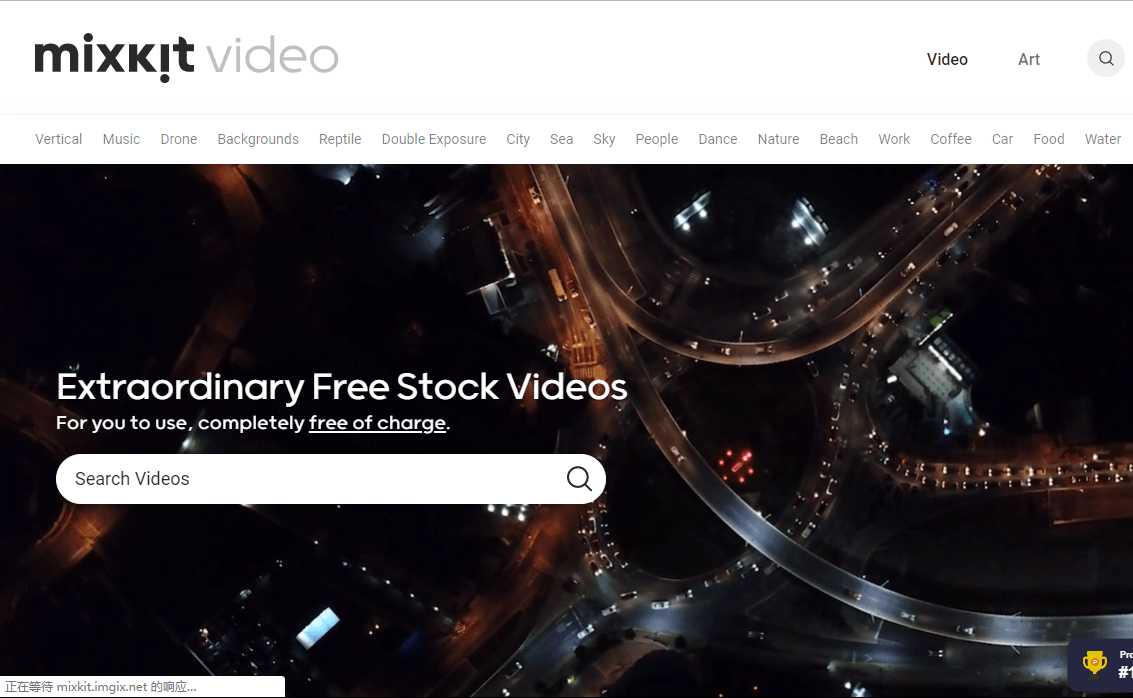 mixkit video
Video Art
Vertical Music Drone Backgrounds Reptile Double Exposure City Sea Sky People Dance Nature Beach Work Coffee Car Food Water
Extraordinary Free Stock Videos
For you to use, completely free of charge.
Search Videos
#1
正在等待 mixkit.imgix.net 的响应...